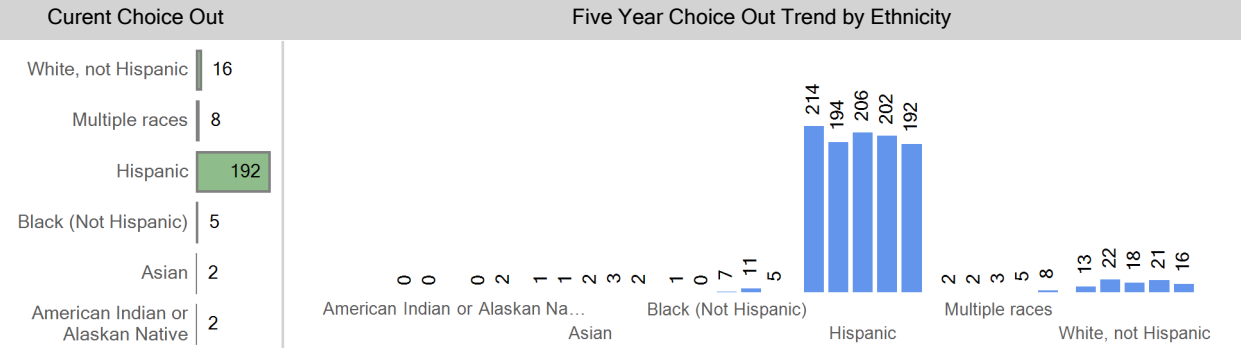 Curent Choice Out
Five Year Choice Out Trend by Ethnicity
White, not Hispanic 16
Multiple races 8
Hispanic 192
Black (Not Hispanic) 5
Asian 2
American Indian or
Alaskan Native 2
0 0 0 2 1 1 2 3 2 1 0 7 11 5 214 194 206 202 192 2 2 3 5 8 13 22 18 21 16
American Indian or Alaskan Na… Black (Not Hispanic) Multiple races
Asian Hispanic White, not Hispanic